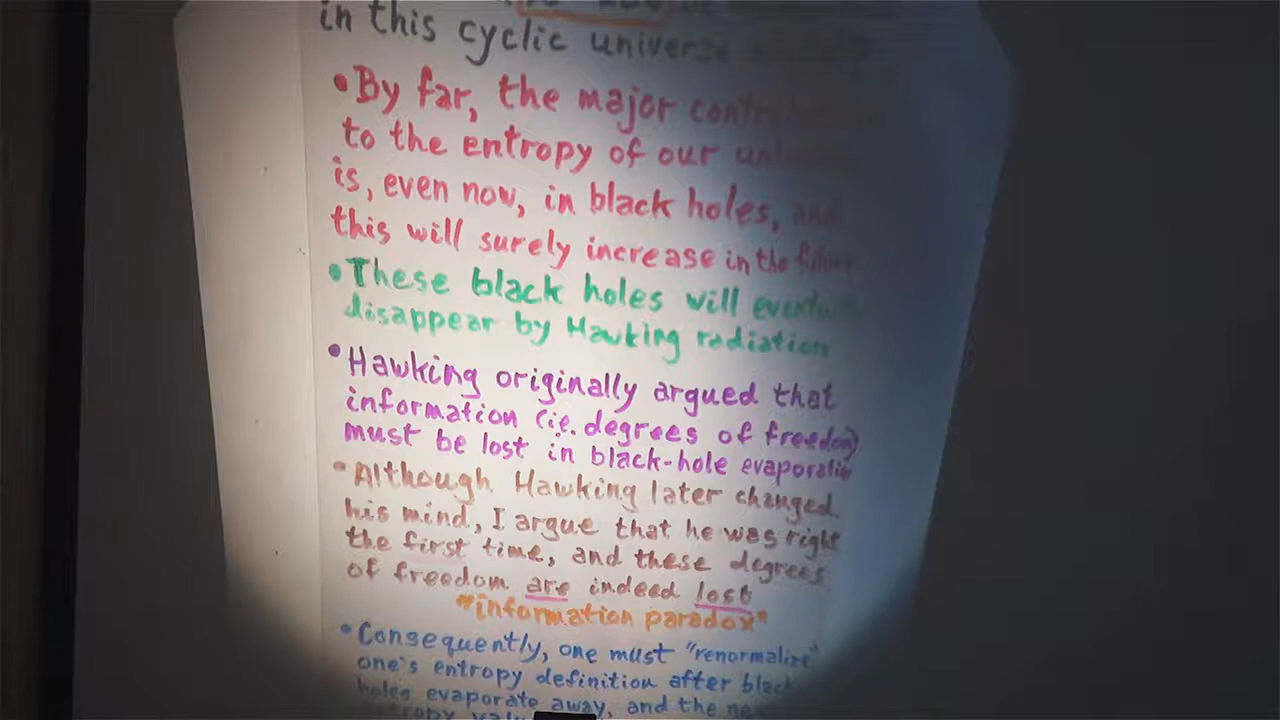 in this cyclic universe
•By far, the major
to the entropy of our
is, even now, in black holes, and
this will surely increase in the future
•These black holes will
disappear by Hawking radiation
•Hawking originally argued that
information (i.e. degrees of freedom)
must be lost in black-hole evaporation
•Although Hawking later changed
his mind, I argue that he was right
the first time, and these degrees
of freedom are indeed lost
"information paradox"
•Consequently, one must "renormalize"
one's entropy definition after black
holes evaporate away, and the